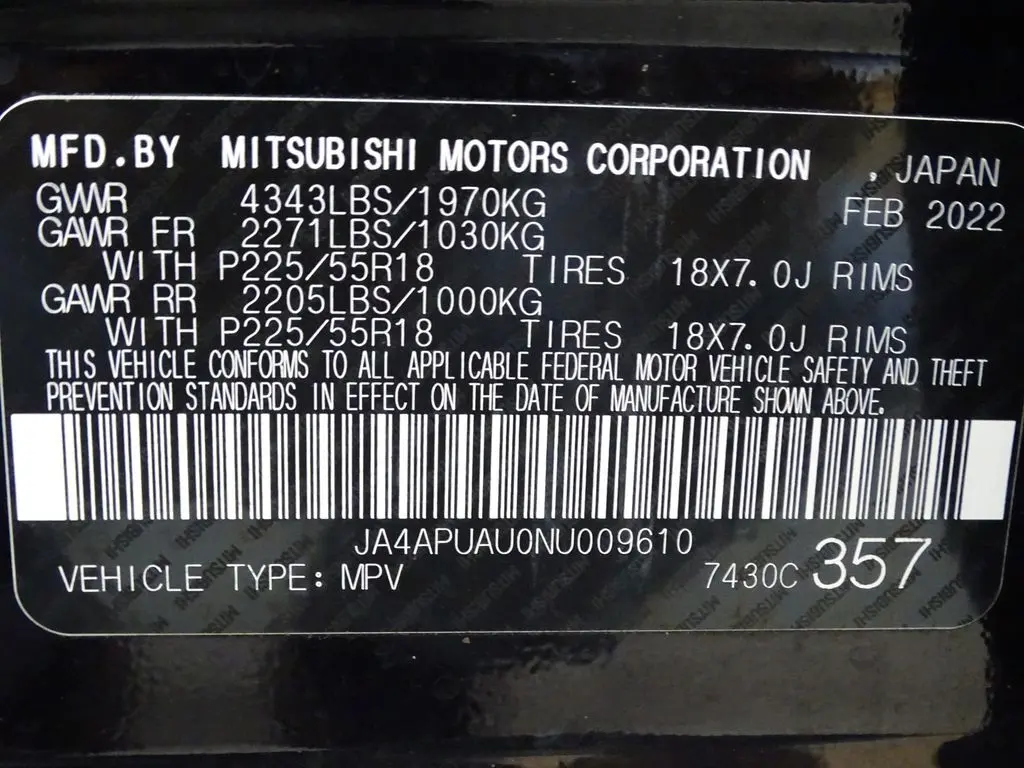 MFD.BY MITSUBISHI MOTORS CORPORATION , JAPAN
GVWR 4343LBS/1970KG FEB 2022
GAWR FR 2271LBS/1030KG
WITH P225/55R18 TIRES 18X7.0J RIMS
GAWR RR 2205LBS/1000KG
WITH P225/55R18 TIRES 18X7.0J RIMS
THIS VEHICLE CONFORMS TO ALL APPLICABLE FEDERAL MOTOR VEHICLE SAFETY AND THEFT
PREVENTION STANDARDS IN EFFECT ON THE DATE OF MANUFACTURE SHOWN ABOVE.
JA4APUAU0NU009610
VEHICLE TYPE: MPV 7430C 357